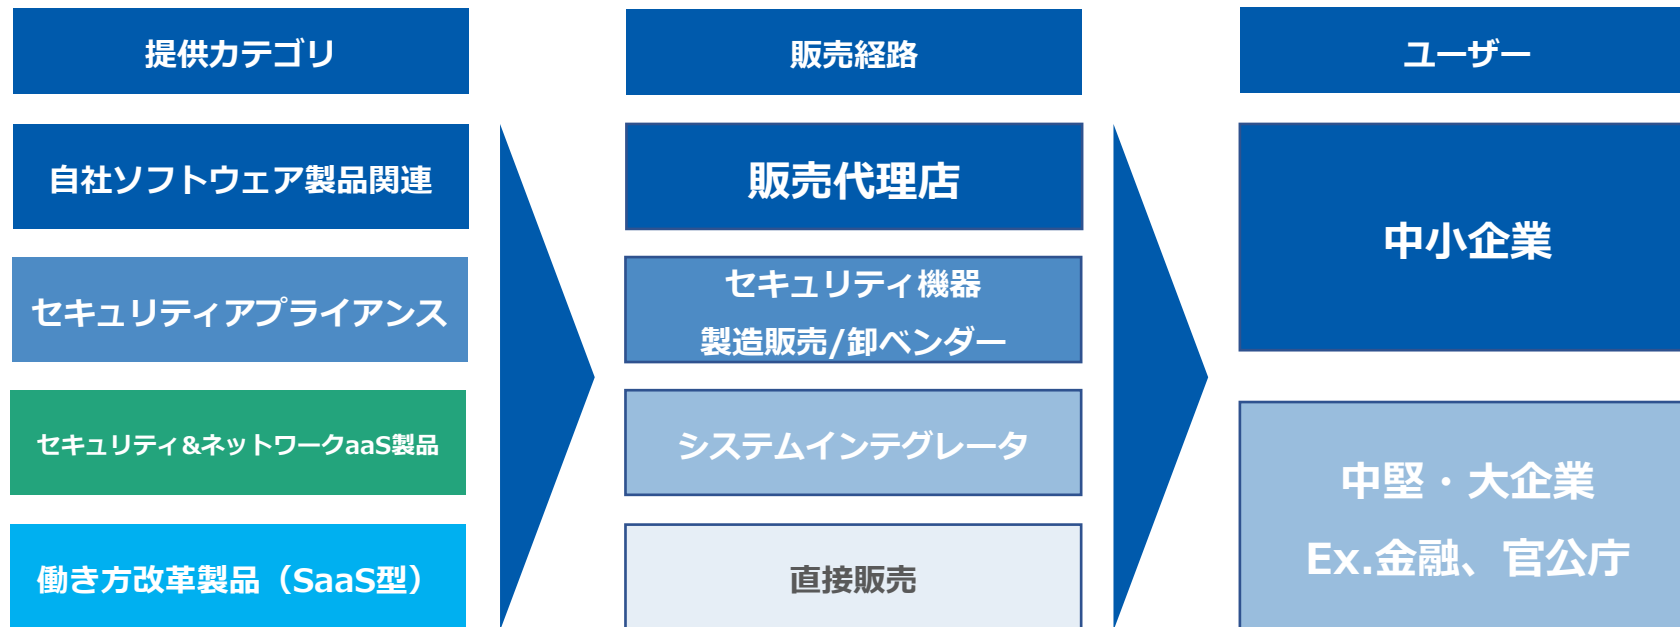 提供カテゴリ
販売経路
ユーザー
自社ソフトウェア製品関連
セキュリティアプライアンス
セキュリティ&ネットワークaaS製品
働き方改革製品（SaaS型）
販売代理店
セキュリティ機器
製造販売/卸ベンダー
システムインテグレータ
直接販売
中小企業
中堅・大企業
Ex.金融、官公庁